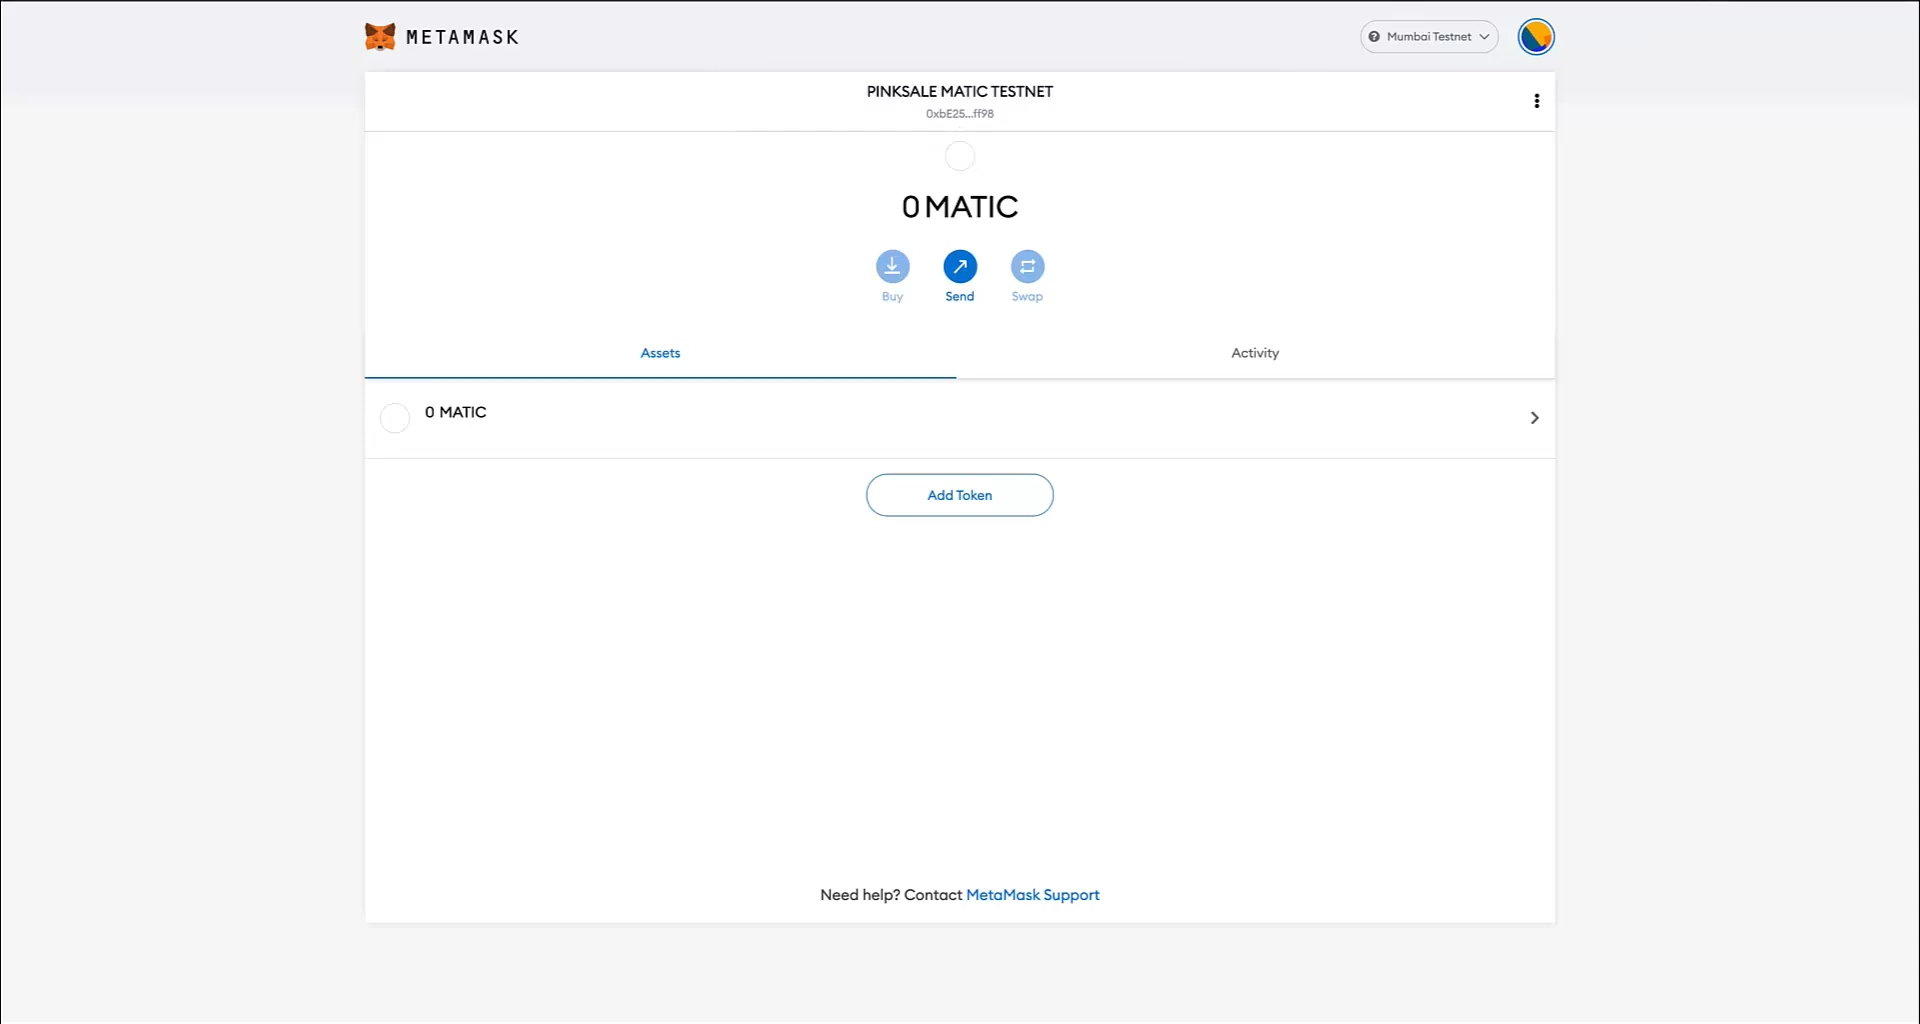 METAMASK
Mumbai Testnet
PINKSALE MATIC TESTNET
0xbE25...ff98
0 MATIC
Buy
Send
Swap
Assets
Activity
0 MATIC
Add Token
Need help? Contact MetaMask Support